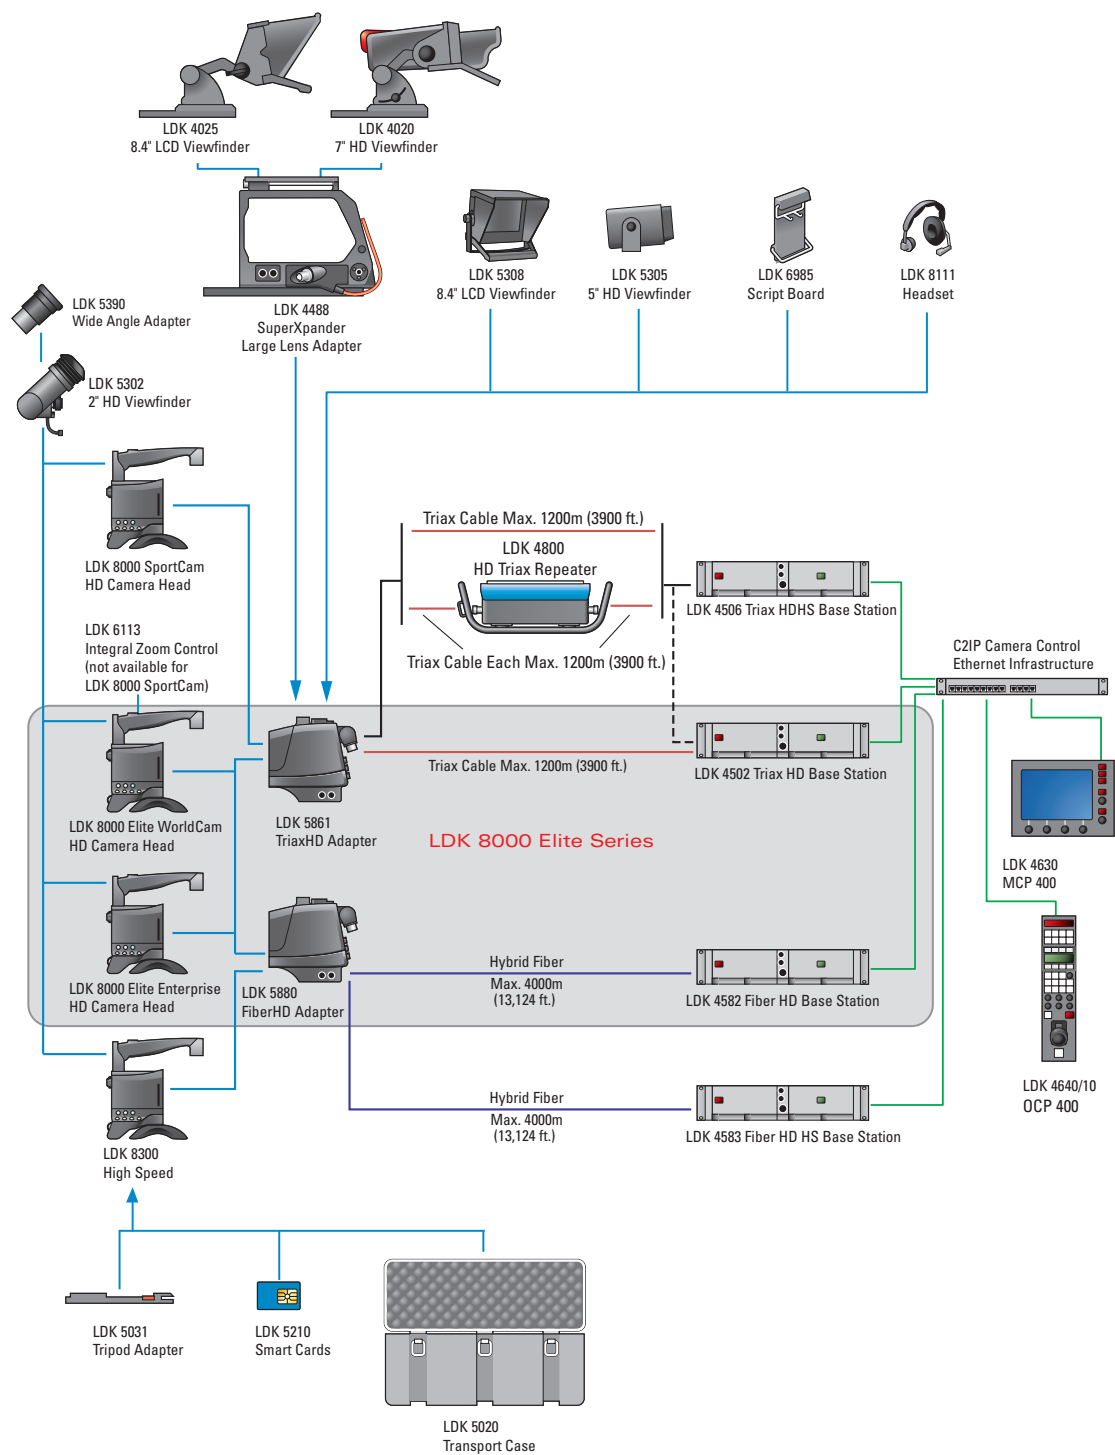 LDK 4025
8.4" LCD Viewfinder
LDK 4020
7" HD Viewfinder
LDK 5308
8.4" LCD Viewfinder
LDK 5305
5" HD Viewfinder
LDK 6985
Script Board
LDK 8111
Headset
LDK 5390
Wide Angle Adapter
LDK 4488
SuperXpander
Large Lens Adapter
LDK 5302
2" HD Viewfinder
Triax Cable Max. 1200m (3900 ft.)
LDK 4800
HD Triax Repeater
LDK 8000 SportCam
HD Camera Head
LDK 4506 Triax HDHS Base Station
LDK 6113
Integral Zoom Control
(not available for
LDK 8000 SportCam)
Triax Cable Each Max. 1200m (3900 ft.)
C2IP Camera Control
Ethernet Infrastructure
Triax Cable Max. 1200m (3900 ft.)
LDK 4502 Triax HD Base Station
LDK 8000 Elite WorldCam
HD Camera Head
LDK 5861
TriaxHD Adapter
LDK 8000 Elite Series
LDK 4630
MCP 400
Hybrid Fiber
Max. 4000m
(13,124 ft.)
LDK 8000 Elite Enterprise
HD Camera Head
LDK 5880
FiberHD Adapter
LDK 4582 Fiber HD Base Station
LDK 4640/10
OCP 400
Hybrid Fiber
Max. 4000m
(13,124 ft.)
LDK 4583 Fiber HD HS Base Station
LDK 8300
High Speed
LDK 5031
Tripod Adapter
LDK 5210
Smart Cards
LDK 5020
Transport Case